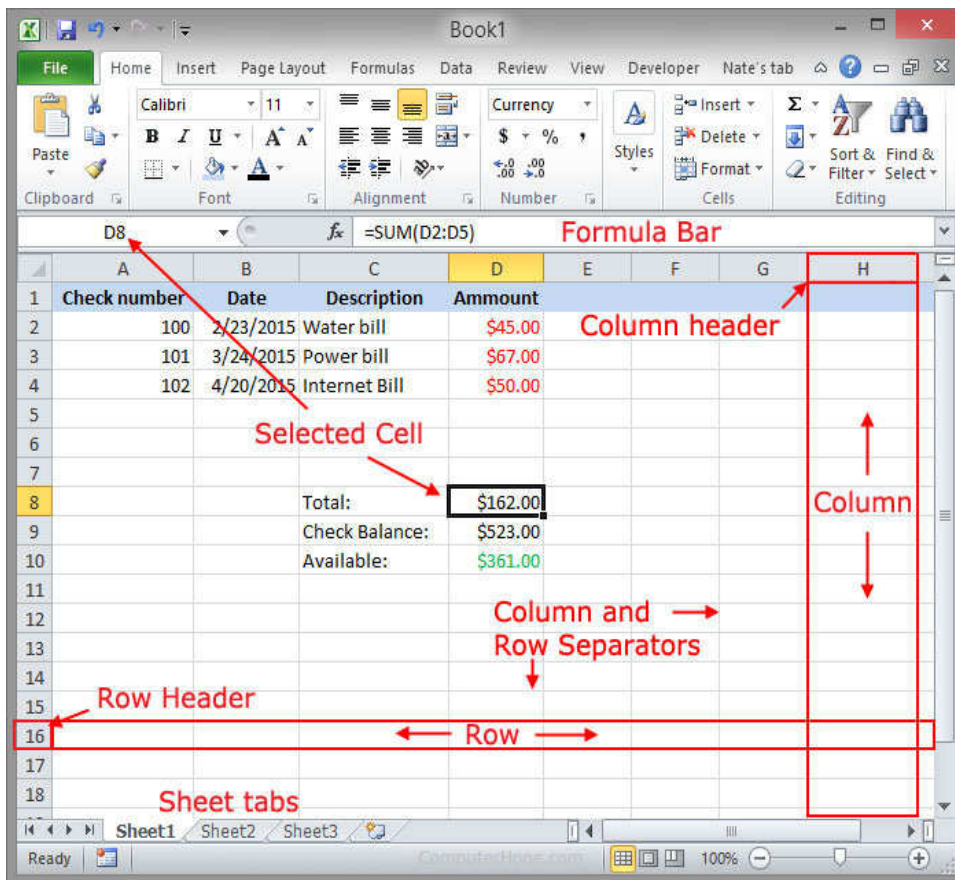 Book1
File Home Insert Page Layout Formulas Data Review View Developer Nate's tab
Calibri 11 Currency Insert Σ
Paste B I U A A $ % , Styles Delete Sort & Find &
A .00 .0 Format Filter Select
Clipboard Font Alignment Number Cells Editing
D8 fx =SUM(D2:D5) Formula Bar
A B C D E F G H
1 Check number Date Description Ammount
2 100 2/23/2015 Water bill $45.00 Column header
3 101 3/24/2015 Power bill $67.00
4 102 4/20/2015 Internet Bill $50.00
5
6 Selected Cell
7
8 Total: $162.00 Column
9 Check Balance: $523.00
10 Available: $361.00
11
12 Column and
13 Row Separators
14
15 Row Header
16 Row
17
18 Sheet tabs
Sheet1 Sheet2 Sheet3
Ready ComputerHope.com 100%